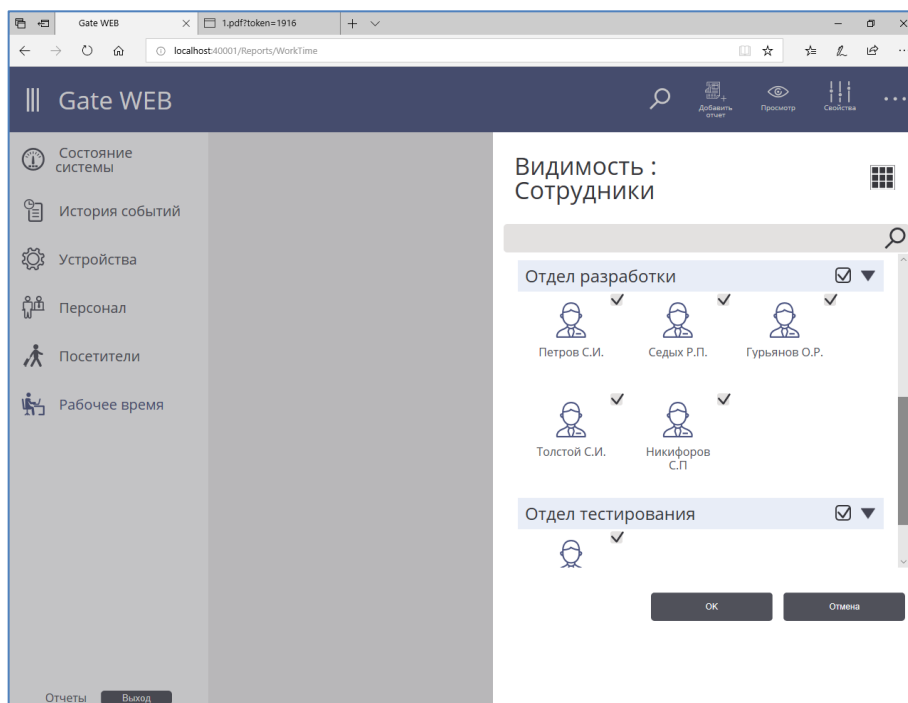 Gate WEB
1.pdf?token=1916
localhost:40001/Reports/WorkTime
Gate WEB
Добавить
отчет
Просмотр
Свойства
Состояние
системы
История событий
Устройства
Персонал
Посетители
Рабочее время
Видимость :
Сотрудники
Отдел разработки
Петров С.И.
Седых Р.П.
Гурьянов О.Р.
Толстой С.И.
Никифоров
С.П
Отдел тестирования
OK
Отмена
Отчеты
Выход